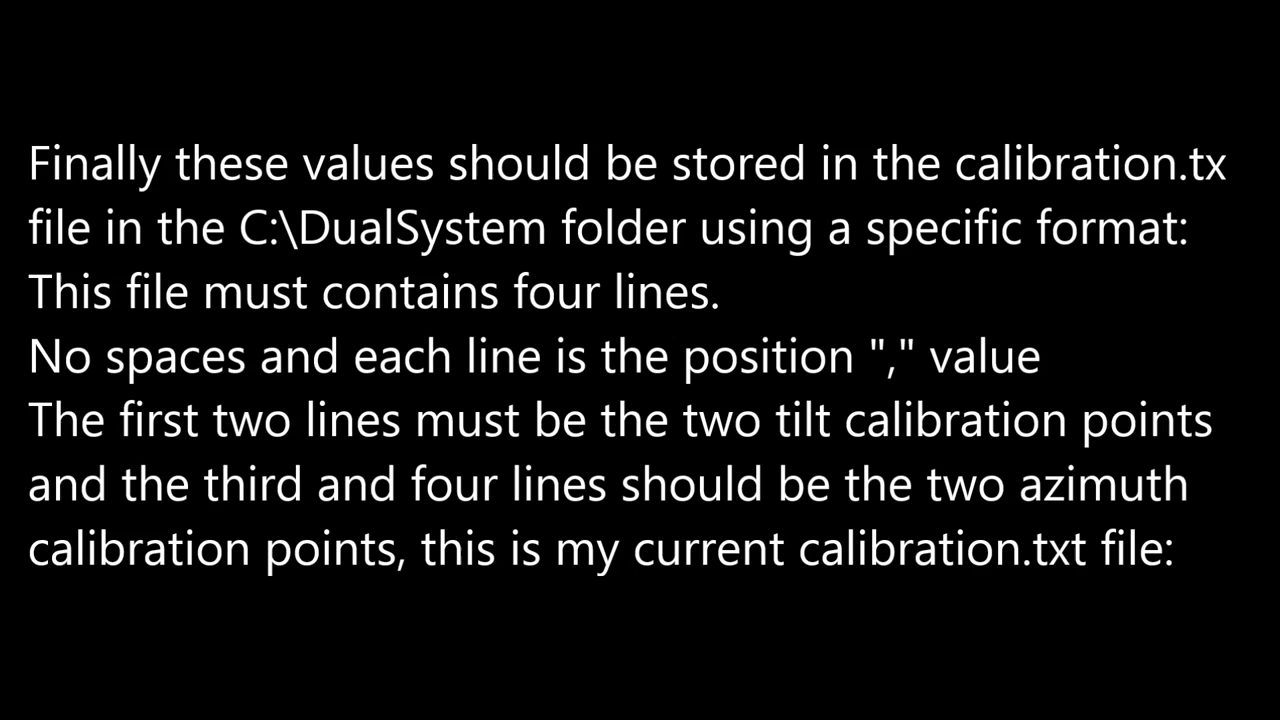 Finally these values should be stored in the calibration.tx
file in the C:\DualSystem folder using a specific format:
This file must contains four lines.
No spaces and each line is the position "," value
The first two lines must be the two tilt calibration points
and the third and four lines should be the two azimuth
calibration points, this is my current calibration.txt file: